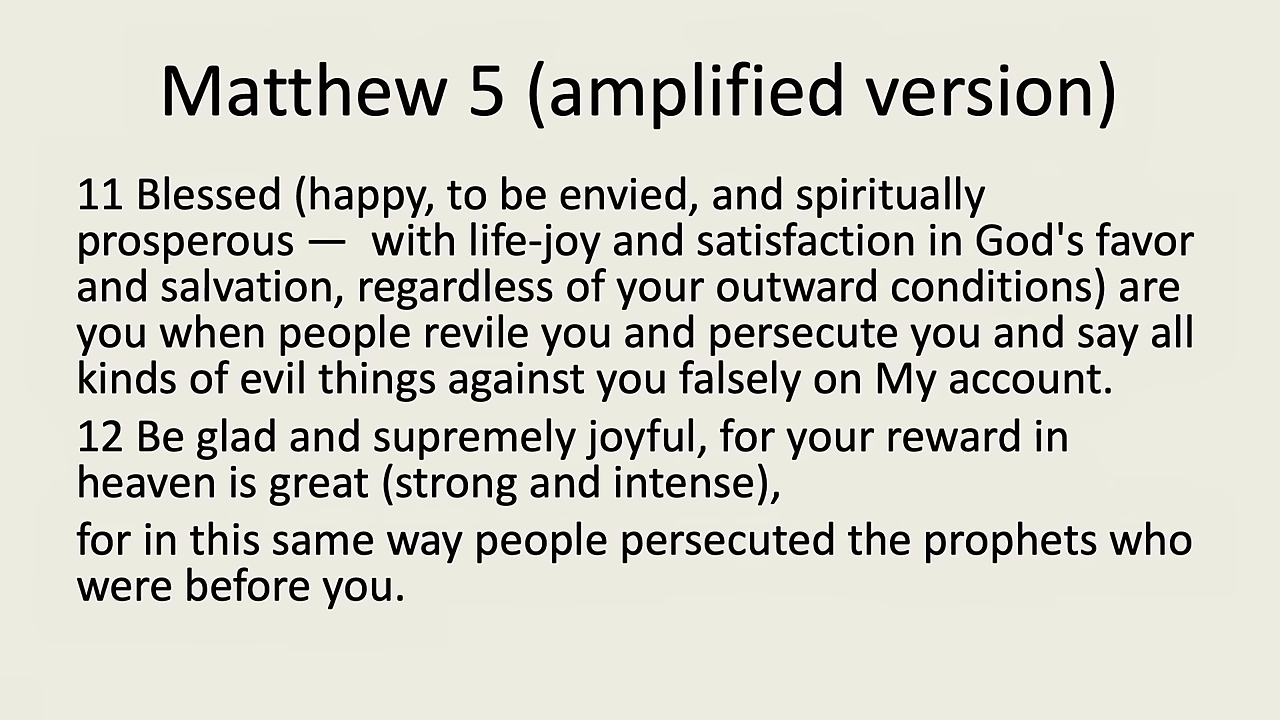 Matthew 5 (amplified version)
11 Blessed (happy, to be envied, and spiritually
prosperous —  with life-joy and satisfaction in God's favor
and salvation, regardless of your outward conditions) are
you when people revile you and persecute you and say all
kinds of evil things against you falsely on My account.
12 Be glad and supremely joyful, for your reward in
heaven is great (strong and intense),
for in this same way people persecuted the prophets who
were before you.